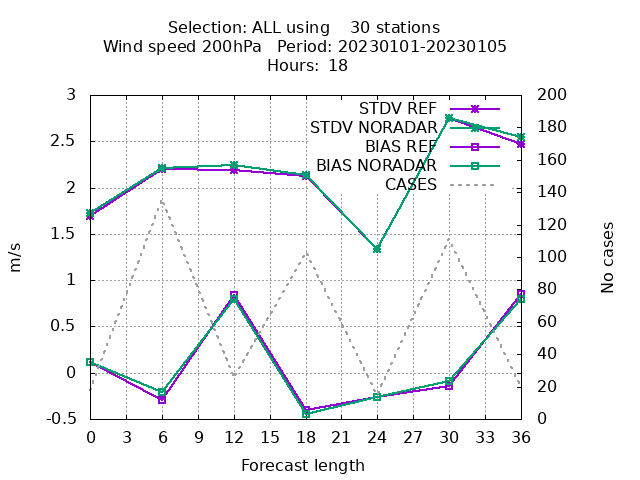 Selection: ALL using    30 stations
Wind speed 200hPa   Period: 20230101-20230105
Hours:  18
STDV REF
STDV NORADAR
BIAS REF
BIAS NORADAR
CASES
3
2.5
2
1.5
1
0.5
0
-0.5
m/s
200
180
160
140
120
100
80
60
40
20
0
No cases
0 3 6 9 12 15 18 21 24 27 30 33 36
Forecast length